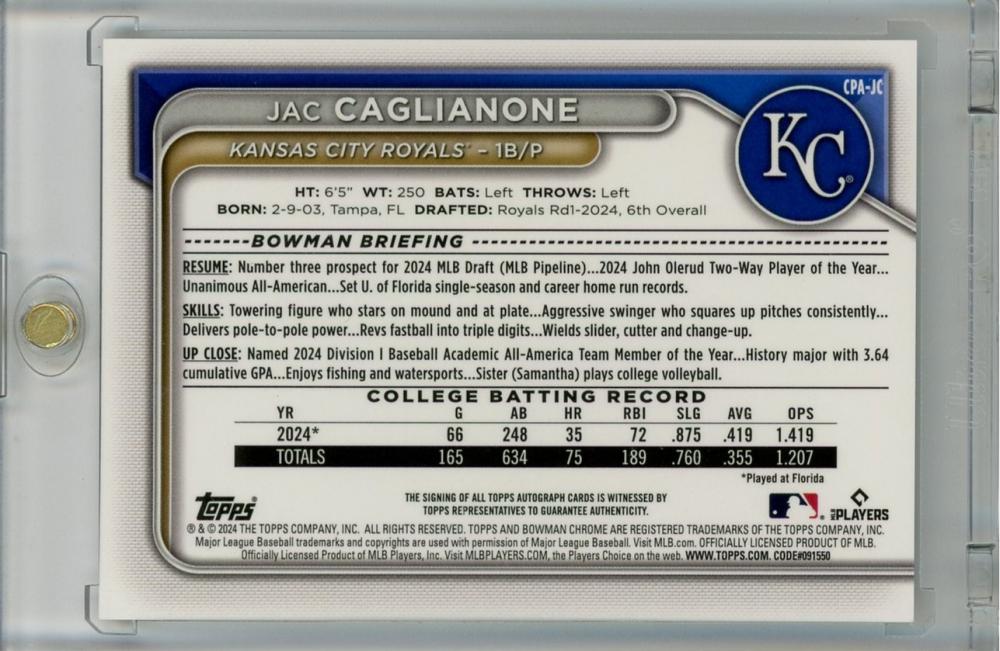 CPA-JC
JAC CAGLIANONE
KC®
KANSAS CITY ROYALS® – 1B/P
HT: 6'5" WT: 250 BATS: Left THROWS: Left
BORN: 2-9-03, Tampa, FL DRAFTED: Royals Rd1-2024, 6th Overall
-------BOWMAN BRIEFING -------
RESUME: Number three prospect for 2024 MLB Draft (MLB Pipeline)...2024 John Olerud Two-Way Player of the Year...
Unanimous All-American...Set U. of Florida single-season and career home run records.
SKILLS: Towering figure who stars on mound and at plate...Aggressive swinger who squares up pitches consistently...
Delivers pole-to-pole power...Revs fastball into triple digits...Wields slider, cutter and change-up.
UP CLOSE: Named 2024 Division I Baseball Academic All-America Team Member of the Year...History major with 3.64
cumulative GPA...Enjoys fishing and watersports...Sister (Samantha) plays college volleyball.
COLLEGE BATTING RECORD
YR G AB HR RBI SLG AVG OPS
2024* 66 248 35 72 .875 .419 1.419
TOTALS 165 634 75 189 .760 .355 1.207
*Played at Florida
topps®
THE SIGNING OF ALL TOPPS AUTOGRAPH CARDS IS WITNESSED BY
TOPPS REPRESENTATIVES TO GUARANTEE AUTHENTICITY.
MLB PLAYERS
® & © 2024 THE TOPPS COMPANY, INC. ALL RIGHTS RESERVED. TOPPS AND BOWMAN CHROME ARE REGISTERED TRADEMARKS OF THE TOPPS COMPANY, INC.
Major League Baseball trademarks and copyrights are used with permission of Major League Baseball. Visit MLB.com. OFFICIALLY LICENSED PRODUCT OF MLB.
Officially Licensed Product of MLB Players, Inc. Visit MLBPLAYERS.COM, the Players Choice on the web. WWW.TOPPS.COM. CODE#091550